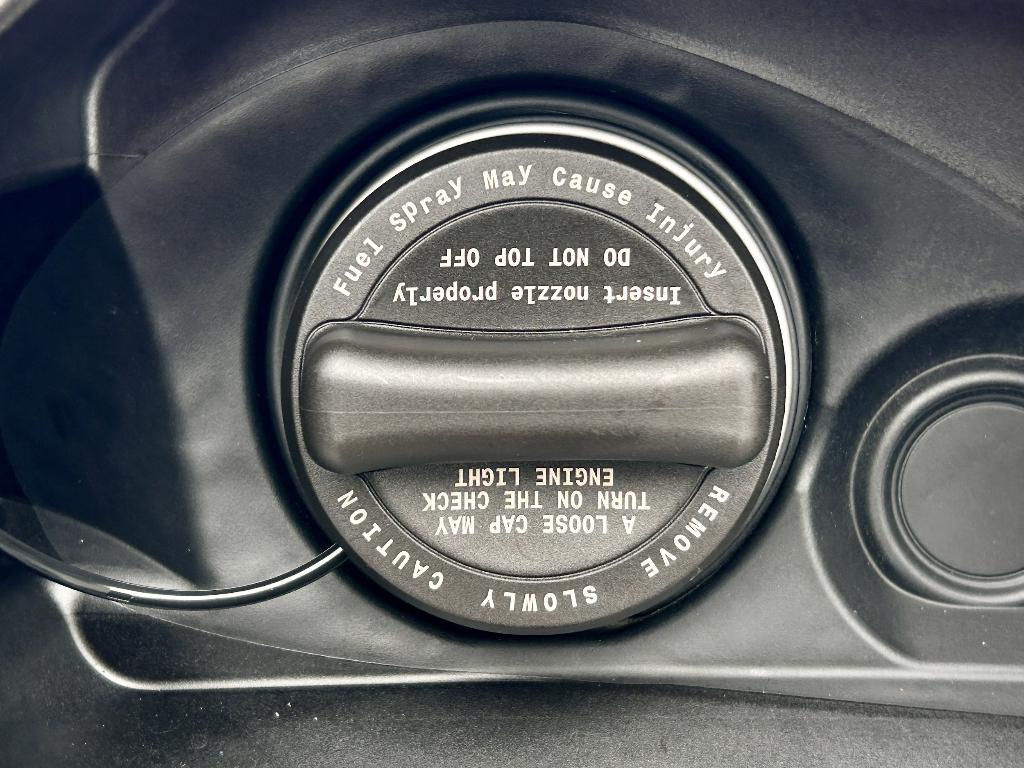 Fuel Spray May Cause Injury
REMOVE SLOWLY CAUTION
A LOOSE CAP MAY
TURN ON THE CHECK
ENGINE LIGHT
Insert nozzle properly
DO NOT TOP OFF